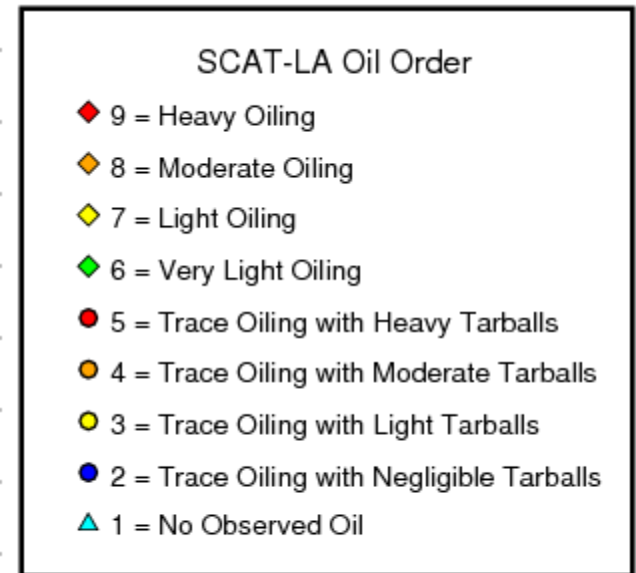 SCAT-LA Oil Order
9 = Heavy Oiling
8 = Moderate Oiling
7 = Light Oiling
6 = Very Light Oiling
5 = Trace Oiling with Heavy Tarballs
4 = Trace Oiling with Moderate Tarballs
3 = Trace Oiling with Light Tarballs
2 = Trace Oiling with Negligible Tarballs
1 = No Observed Oil